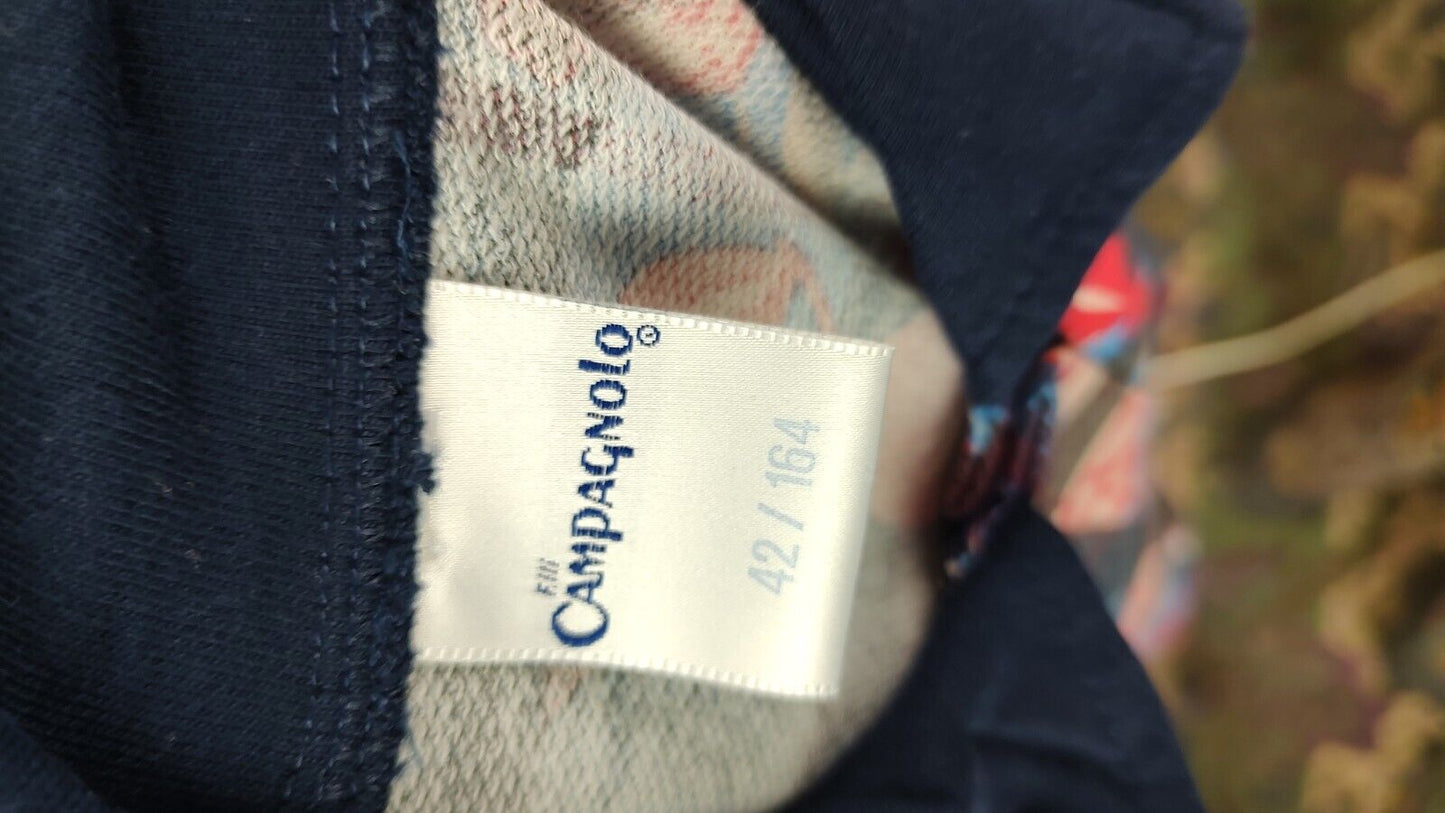 F.lli
CAMPAGNOLO®
42 / 164